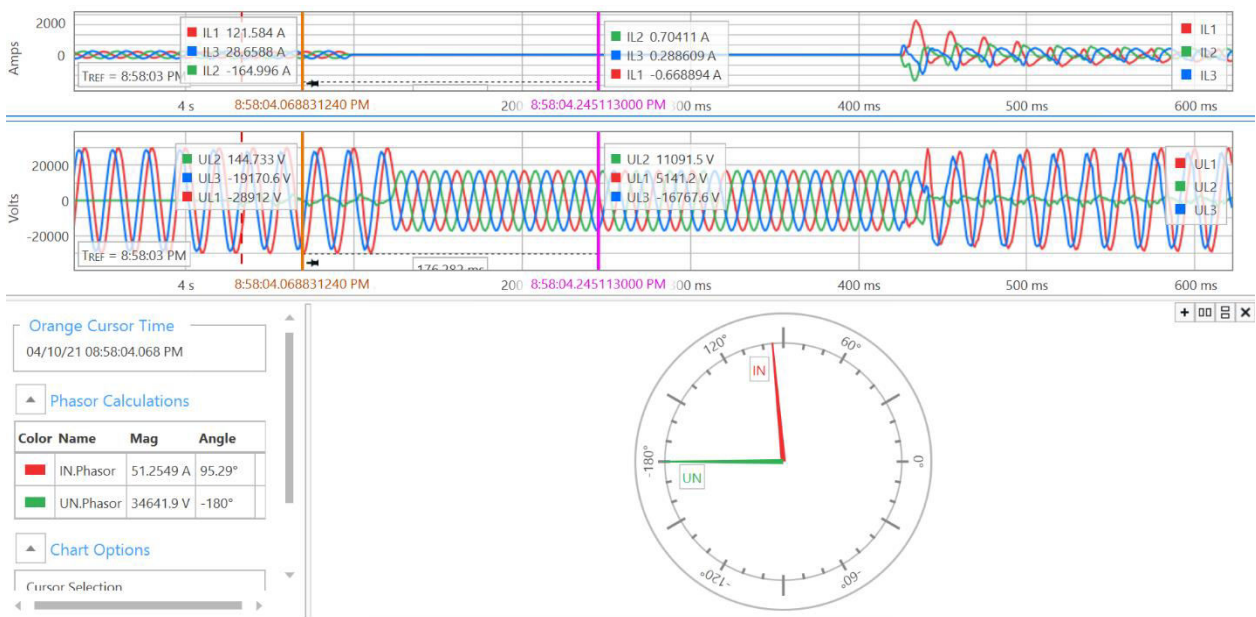 2000
0
Amps
IL1 121.584 A
IL3 28.6588 A
IL2 -164.996 A
TREF = 8:58:03 PM
IL2 0.70411 A
IL3 0.288609 A
IL1 -0.668894 A
IL1
IL2
IL3
4 s
8:58:04.068831240 PM
200
8:58:04.245113000 PM
00 ms
400 ms
500 ms
600 ms
20000
0
-20000
Volts
UL2 144.733 V
UL3 -19170.6 V
UL1 -28912 V
TREF = 8:58:03 PM
UL2 11091.5 V
UL1 5141.2 V
UL3 -16767.6 V
UL1
UL2
UL3
176.282 ms
4 s
8:58:04.068831240 PM
200
8:58:04.245113000 PM
00 ms
400 ms
500 ms
600 ms
Orange Cursor Time
04/10/21 08:58:04.068 PM
Phasor Calculations
Color Name Mag Angle
IN.Phasor 51.2549 A 95.29°
UN.Phasor 34641.9 V -180°
Chart Options
Cursor Selection
120°
60°
IN
-180°
UN
0°
-120°
-60°